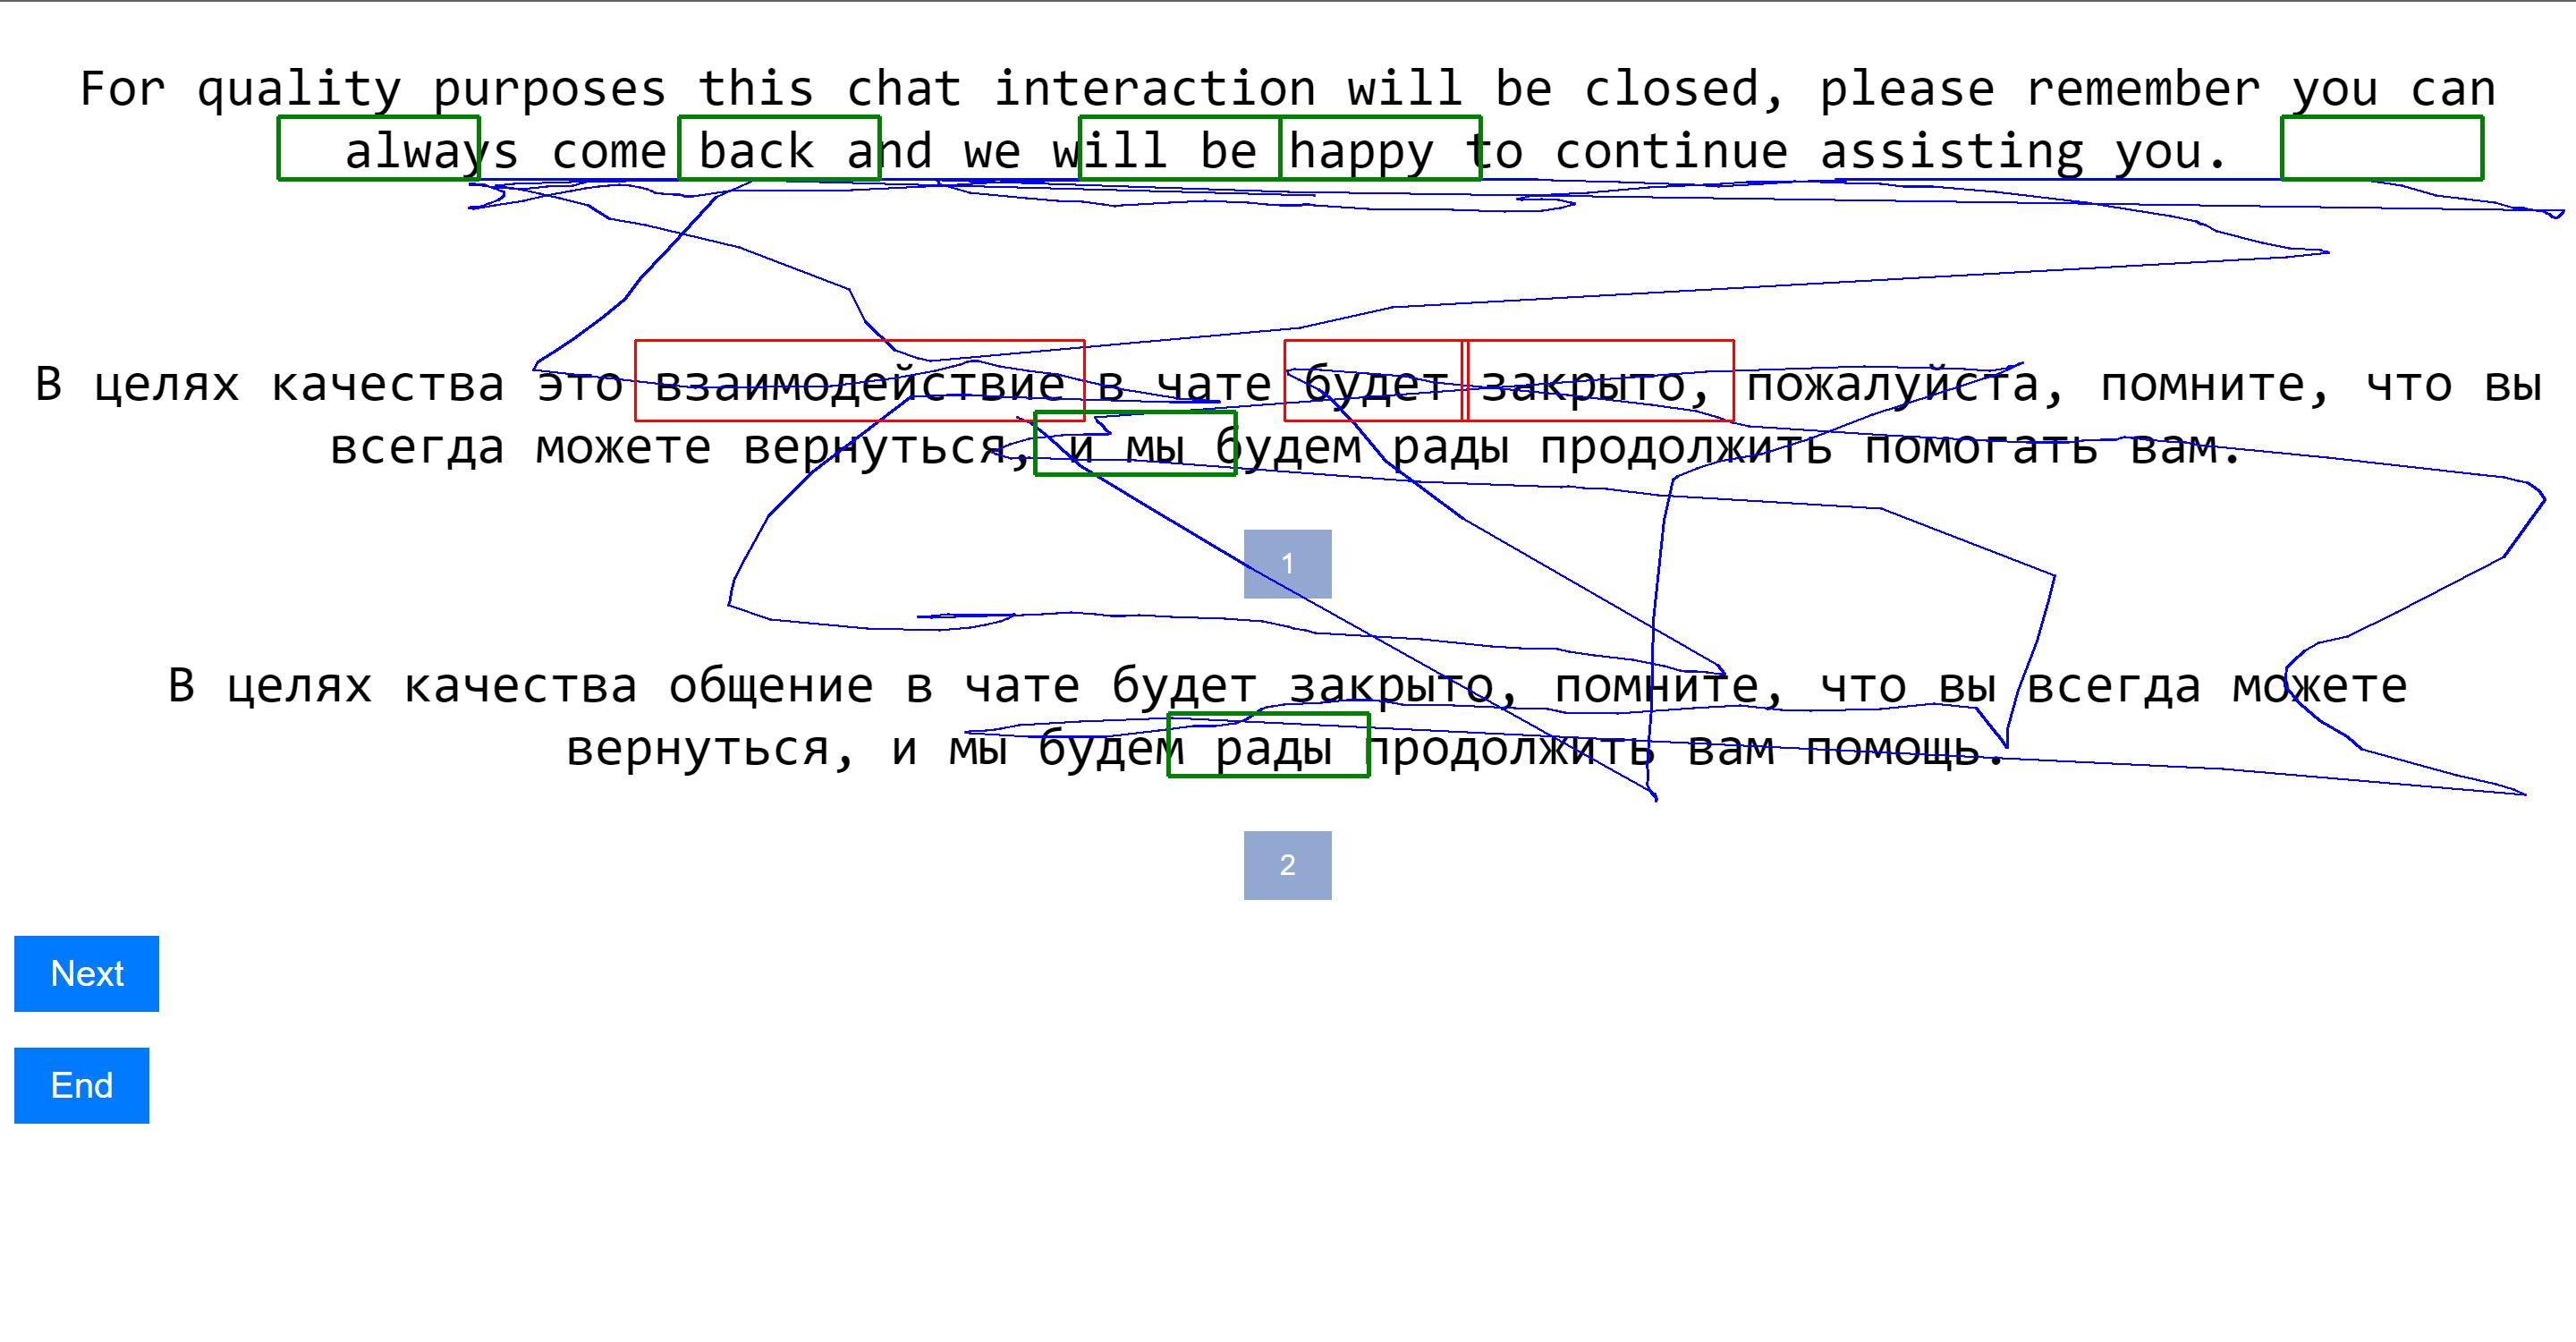 For quality purposes this chat interaction will be closed, please remember you can
always come back and we will be happy to continue assisting you.
В целях качества это взаимодействие в чате будет закрыто, пожалуйста, помните, что вы
всегда можете вернуться, и мы будем рады продолжить помогать вам.
1
В целях качества общение в чате будет закрыто, помните, что вы всегда можете
вернуться, и мы будем рады продолжить вам помощь.
2
Next
End